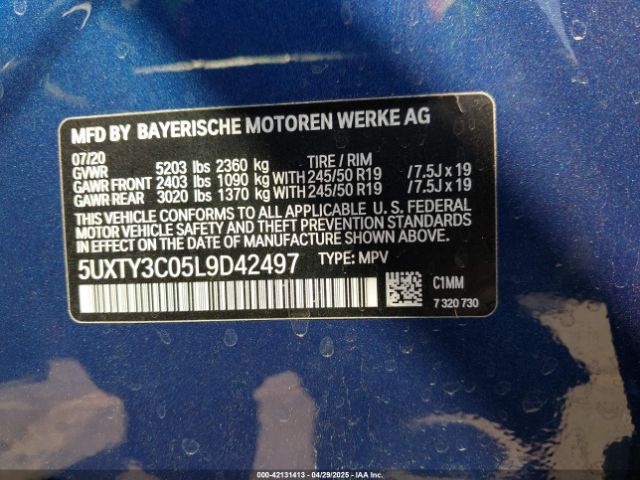 MFD BY BAYERISCHE MOTOREN WERKE AG
07/20
GVWR 5203 lbs 2360 kg TIRE / RIM
GAWR FRONT 2403 lbs 1090 kg WITH 245/50 R19 /7.5J x 19
GAWR REAR 3020 lbs 1370 kg WITH 245/50 R19 /7.5J x 19
THIS VEHICLE CONFORMS TO ALL APPLICABLE U. S. FEDERAL
MOTOR VEHICLE SAFETY AND THEFT PREVENTION STANDARDS
IN EFFECT ON THE DATE OF MANUFACTURE SHOWN ABOVE.
5UXTY3C05L9D42497 TYPE: MPV
C1MM
7 320 730
000-42131413 - 04/29/2025 - IAAI.com